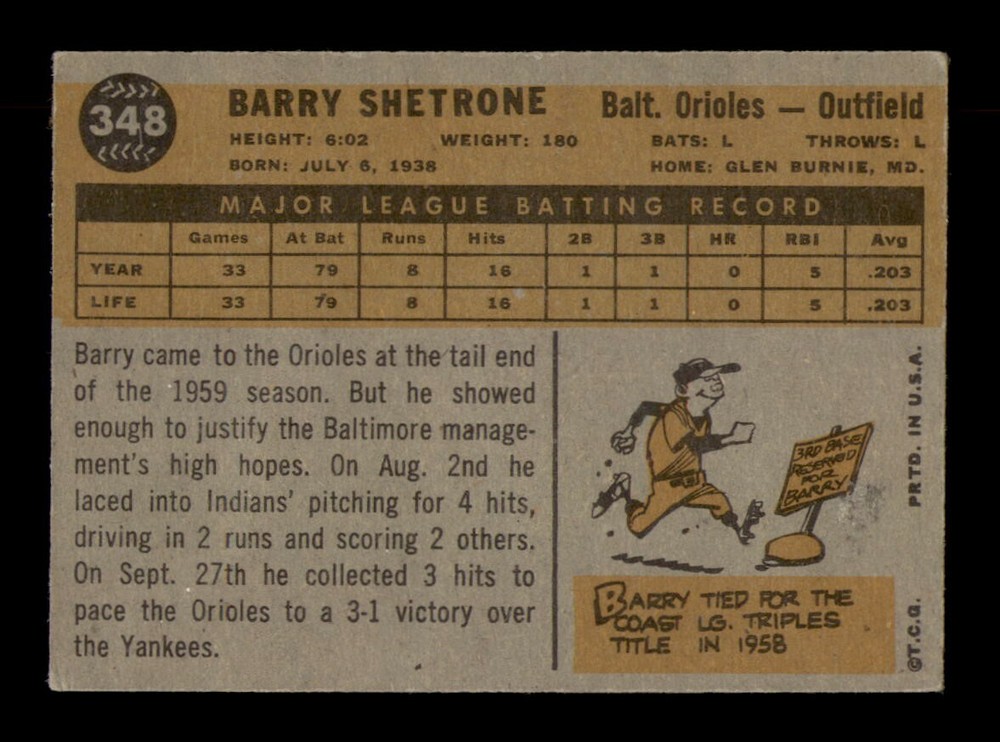 348
BARRY SHETRONE Balt. Orioles — Outfield
HEIGHT: 6:02 WEIGHT: 180 BATS: L THROWS: L
BORN: JULY 6, 1938 HOME: GLEN BURNIE, MD.
MAJOR LEAGUE BATTING RECORD
Games At Bat Runs Hits 2B 3B HR RBI Avg
YEAR 33 79 8 16 1 1 0 5 .203
LIFE 33 79 8 16 1 1 0 5 .203
Barry came to the Orioles at the tail end
of the 1959 season. But he showed
enough to justify the Baltimore manage-
ment's high hopes. On Aug. 2nd he
laced into Indians' pitching for 4 hits,
driving in 2 runs and scoring 2 others.
On Sept. 27th he collected 3 hits to
pace the Orioles to a 3-1 victory over
the Yankees.
3RD BASE
RESERVED
FOR
BARRY
BARRY TIED FOR THE
COAST LG. TRIPLES
TITLE IN 1958
©T.C.G. PRTD. IN U.S.A.